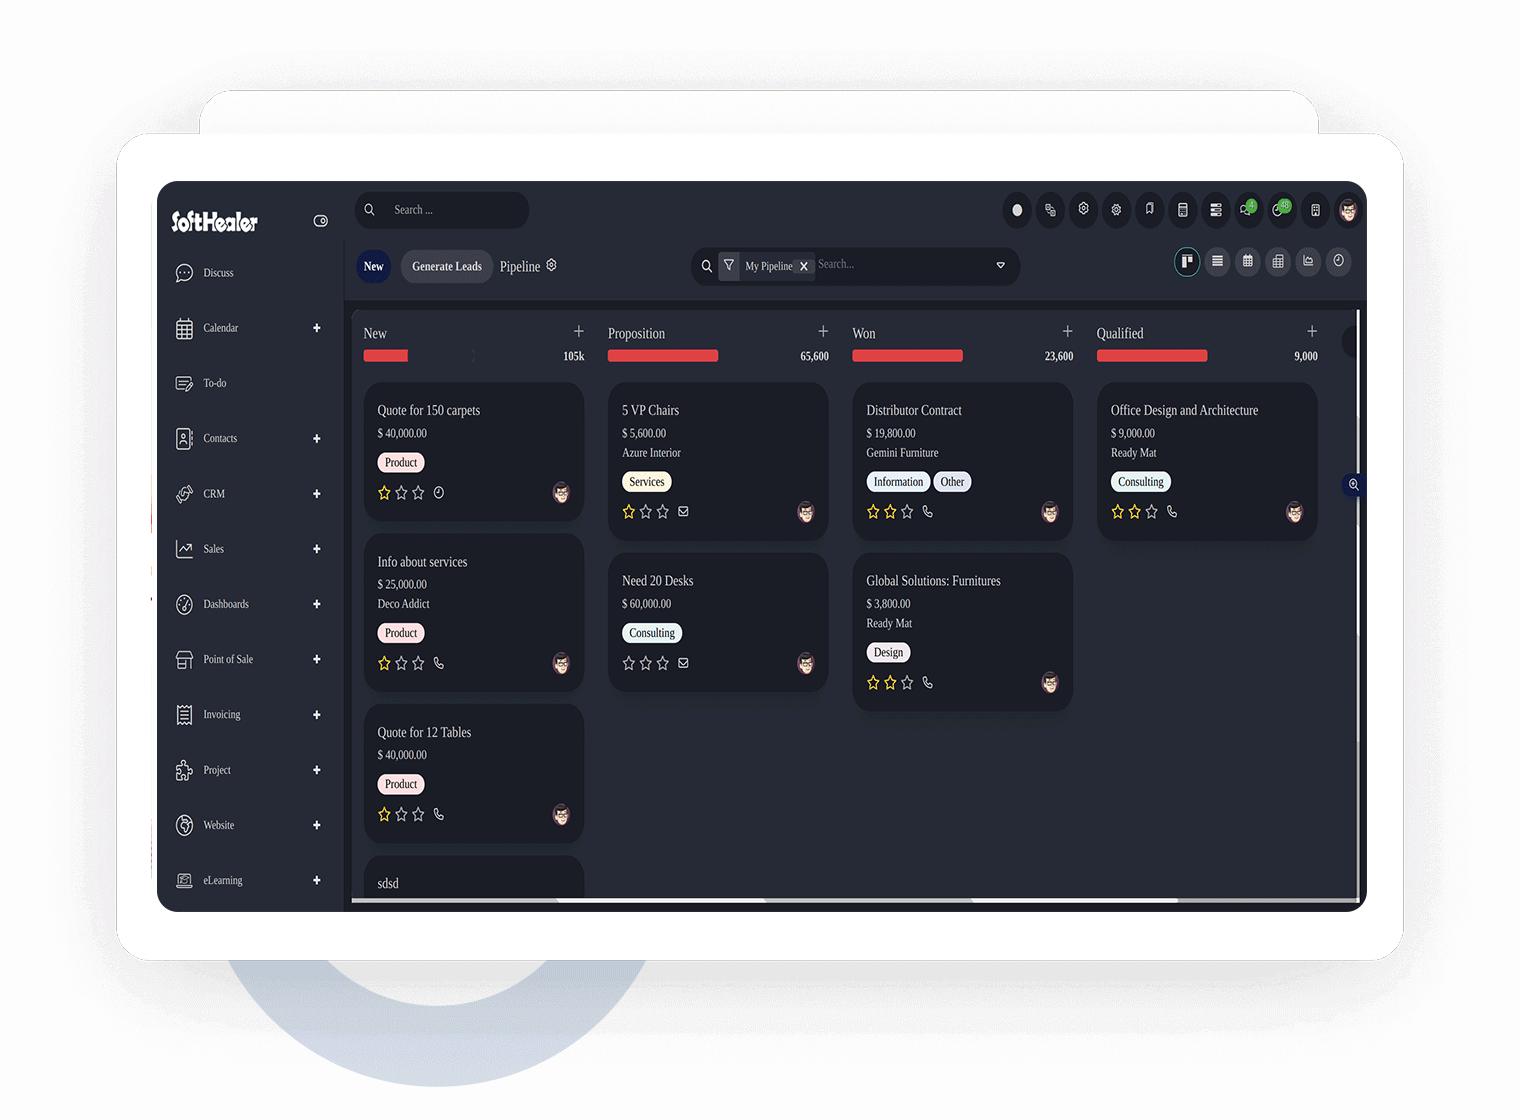 SoftHealer
Search ...
4
48
Discuss
Calendar
To-do
Contacts
CRM
Sales
Dashboards
Point of Sale
Invoicing
Project
Website
eLearning
New
Generate Leads
Pipeline
My Pipeline
Search...
New
105k
Quote for 150 carpets
$ 40,000.00
Product
Info about services
$ 25,000.00
Deco Addict
Product
Quote for 12 Tables
$ 40,000.00
Product
sdsd
Proposition
65,600
5 VP Chairs
$ 5,600.00
Azure Interior
Services
Need 20 Desks
$ 60,000.00
Consulting
Won
23,600
Distributor Contract
$ 19,800.00
Gemini Furniture
Information Other
Global Solutions: Furnitures
$ 3,800.00
Ready Mat
Design
Qualified
9,000
Office Design and Architecture
$ 9,000.00
Ready Mat
Consulting